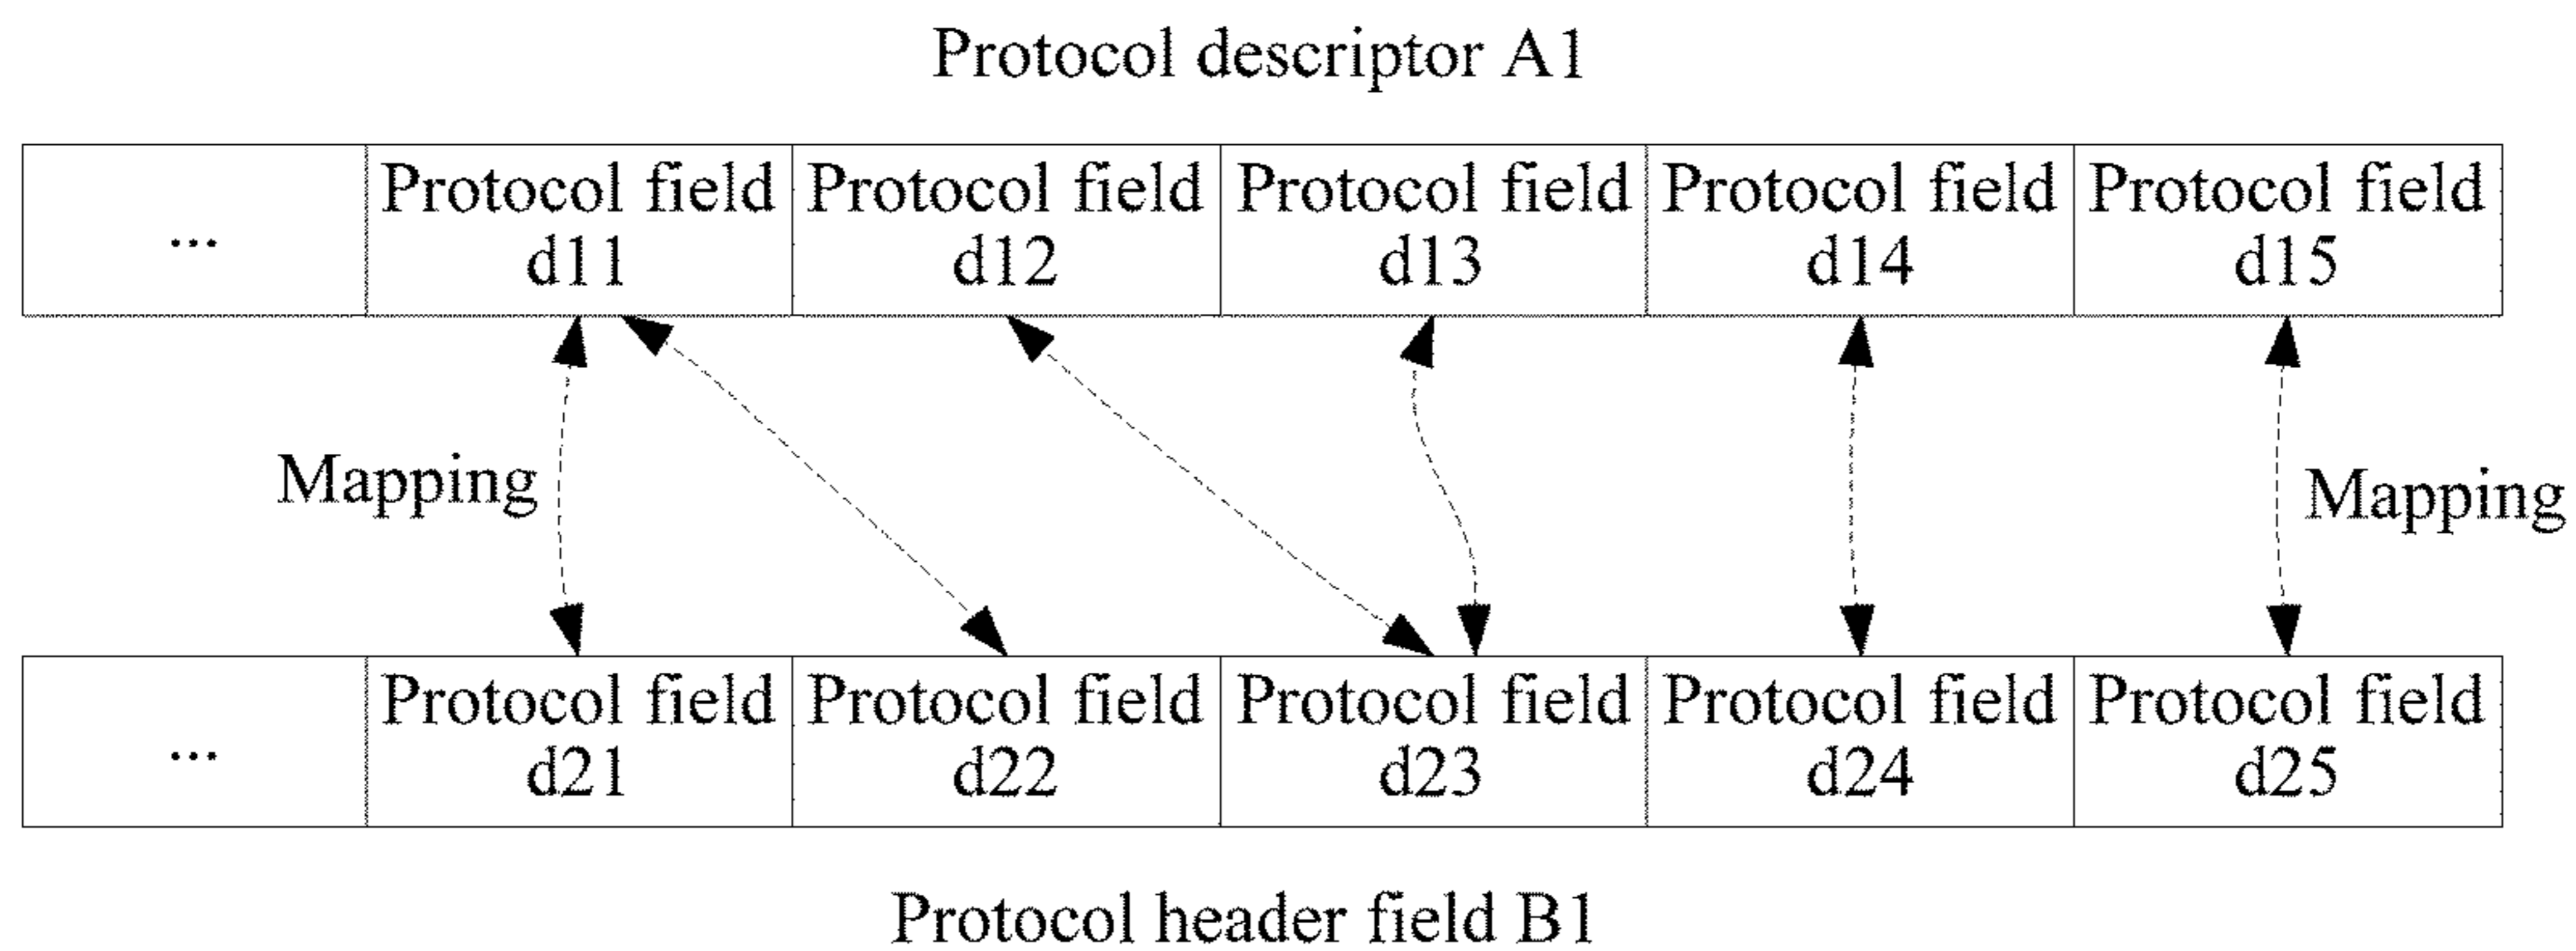 Protocol descriptor A1
...
Protocol field
d11
Protocol field
d12
Protocol field
d13
Protocol field
d14
Protocol field
d15
Mapping
Mapping
...
Protocol field
d21
Protocol field
d22
Protocol field
d23
Protocol field
d24
Protocol field
d25
Protocol header field B1